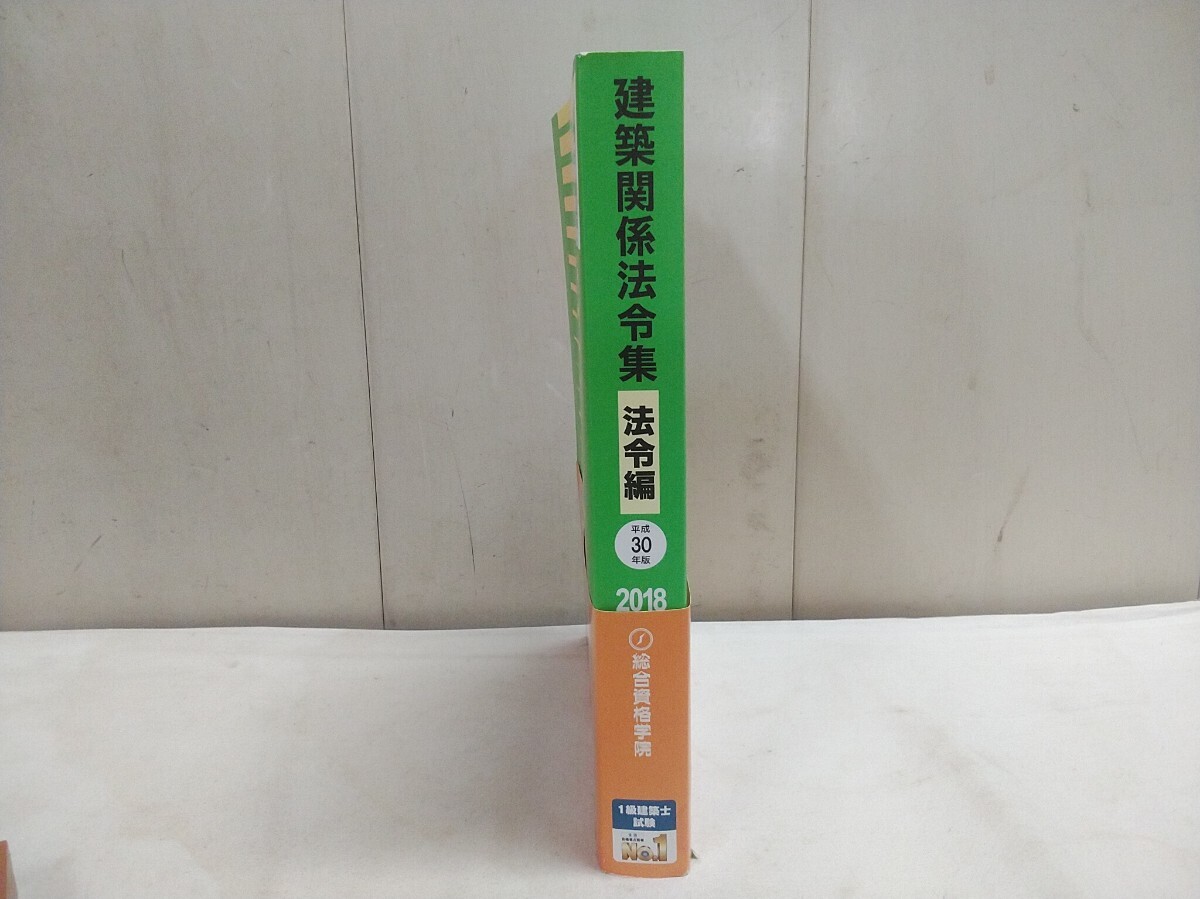 建築関係法令集
法令編
平成
30
年版
2018
総合資格学院
1級建築士
試験
No.1